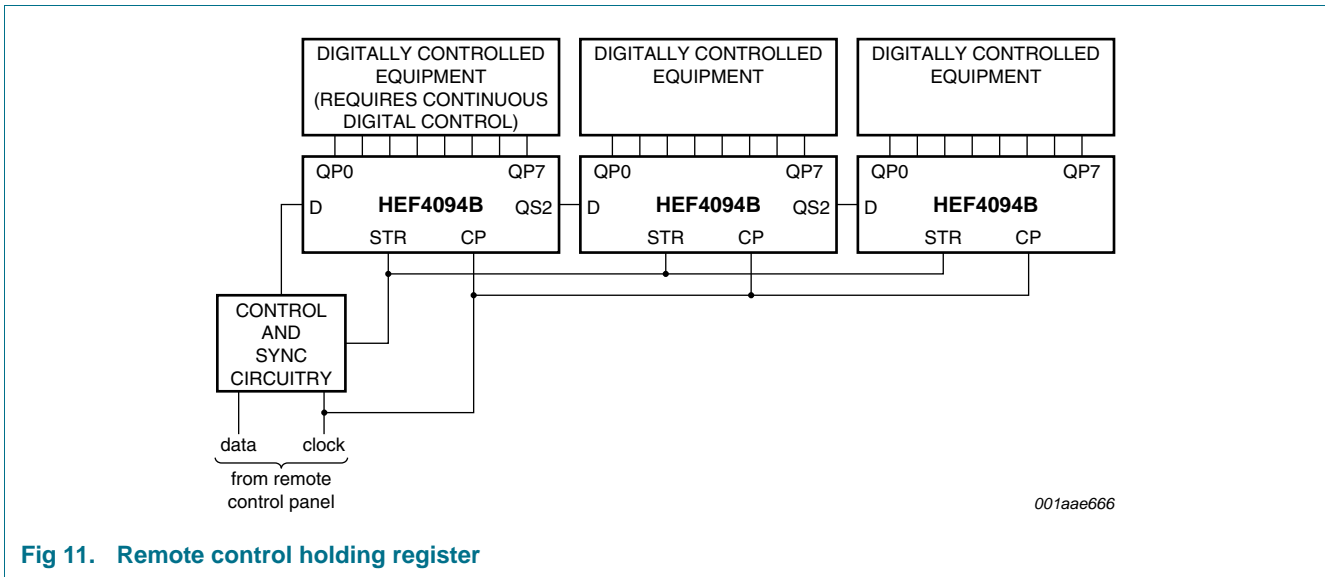 DIGITALLY CONTROLLED
EQUIPMENT
(REQUIRES CONTINUOUS
DIGITAL CONTROL)
DIGITALLY CONTROLLED
EQUIPMENT
DIGITALLY CONTROLLED
EQUIPMENT
QP0 QP7
D HEF4094B QS2
STR CP
QP0 QP7
D HEF4094B QS2
STR CP
QP0 QP7
D HEF4094B
STR CP
CONTROL
AND
SYNC
CIRCUITRY
data clock
from remote
control panel
001aae666
Fig 11. Remote control holding register